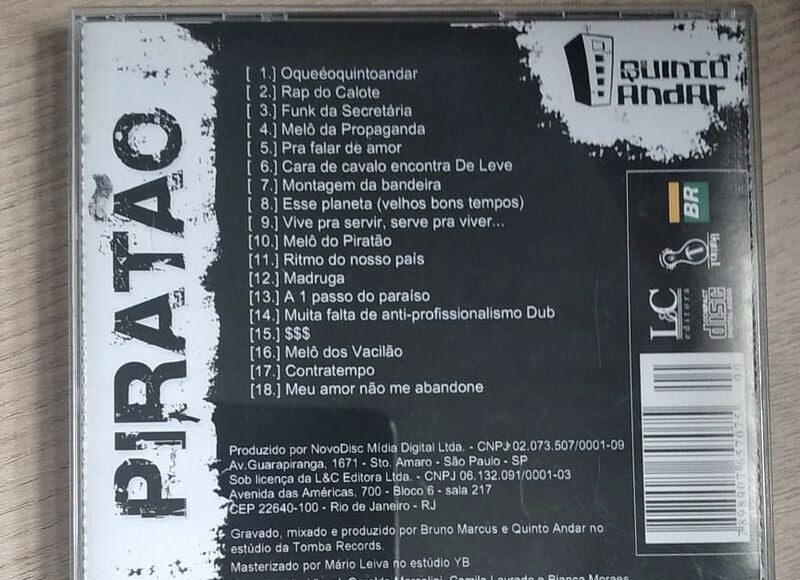 PIRATÃO
QUINTO
ANDAR
[ 1.] Oqueéoquintoandar
[ 2.] Rap do Calote
[ 3.] Funk da Secretária
[ 4.] Melô da Propaganda
[ 5.] Pra falar de amor
[ 6.] Cara de cavalo encontra De Leve
[ 7.] Montagem da bandeira
[ 8.] Esse planeta (velhos bons tempos)
[ 9.] Vive pra servir, serve pra viver...
[10.] Melô do Piratão
[11.] Ritmo do nosso país
[12.] Madruga
[13.] A 1 passo do paraíso
[14.] Muita falta de anti-profissionalismo Dub
[15.] $$$
[16.] Melô dos Vacilão
[17.] Contratempo
[18.] Meu amor não me abandone
BR
L&C
editora
COMPACT
disc
DIGITAL AUDIO
Produzido por NovoDisc Mídia Digital Ltda. - CNPJ 02.073.507/0001-09
Av.Guarapiranga, 1671 - Sto. Amaro - São Paulo - SP
Sob licença da L&C Editora Ltda. - CNPJ 06.132.091/0001-03
Avenida das Américas, 700 - Bloco 6 - sala 217
CEP 22640-100 - Rio de Janeiro - RJ
Gravado, mixado e produzido por Bruno Marcus e Quinto Andar no
estúdio da Tomba Records.
Masterizado por Mário Leiva no estúdio YB